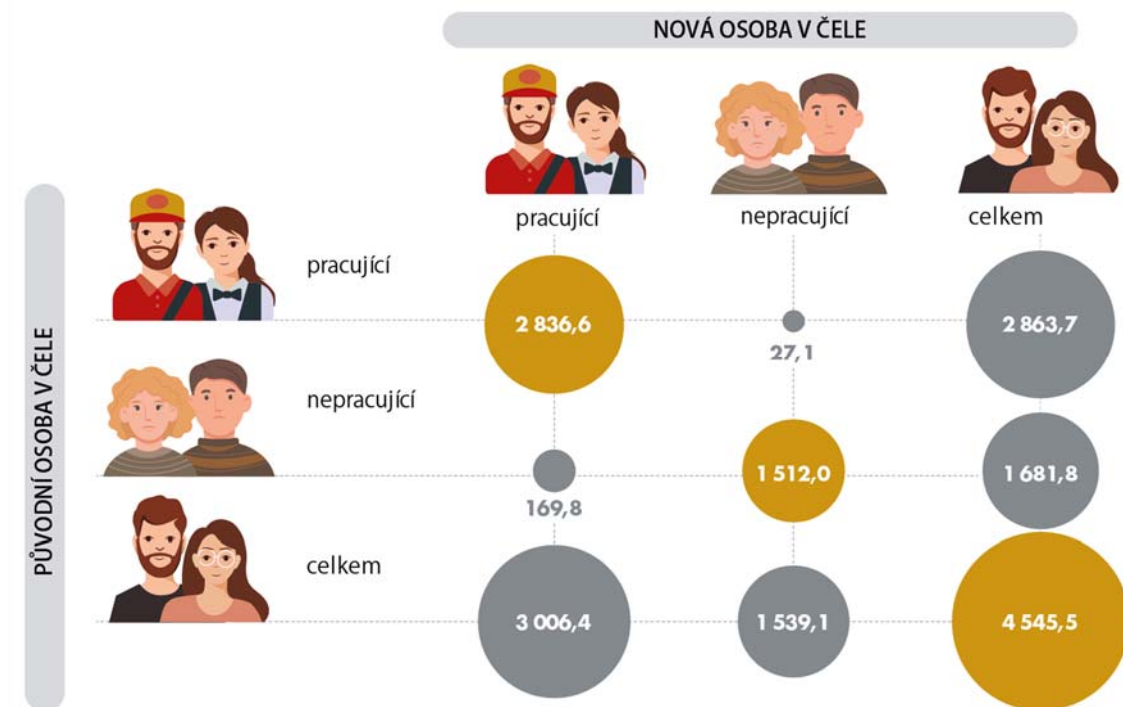 NOVÁ OSOBA V ČELE
pracující
nepracující
celkem
PŮVODNÍ OSOBA V ČELE
pracující
2 836,6
27,1
2 863,7
nepracující
169,8
1 512,0
1 681,8
celkem
3 006,4
1 539,1
4 545,5